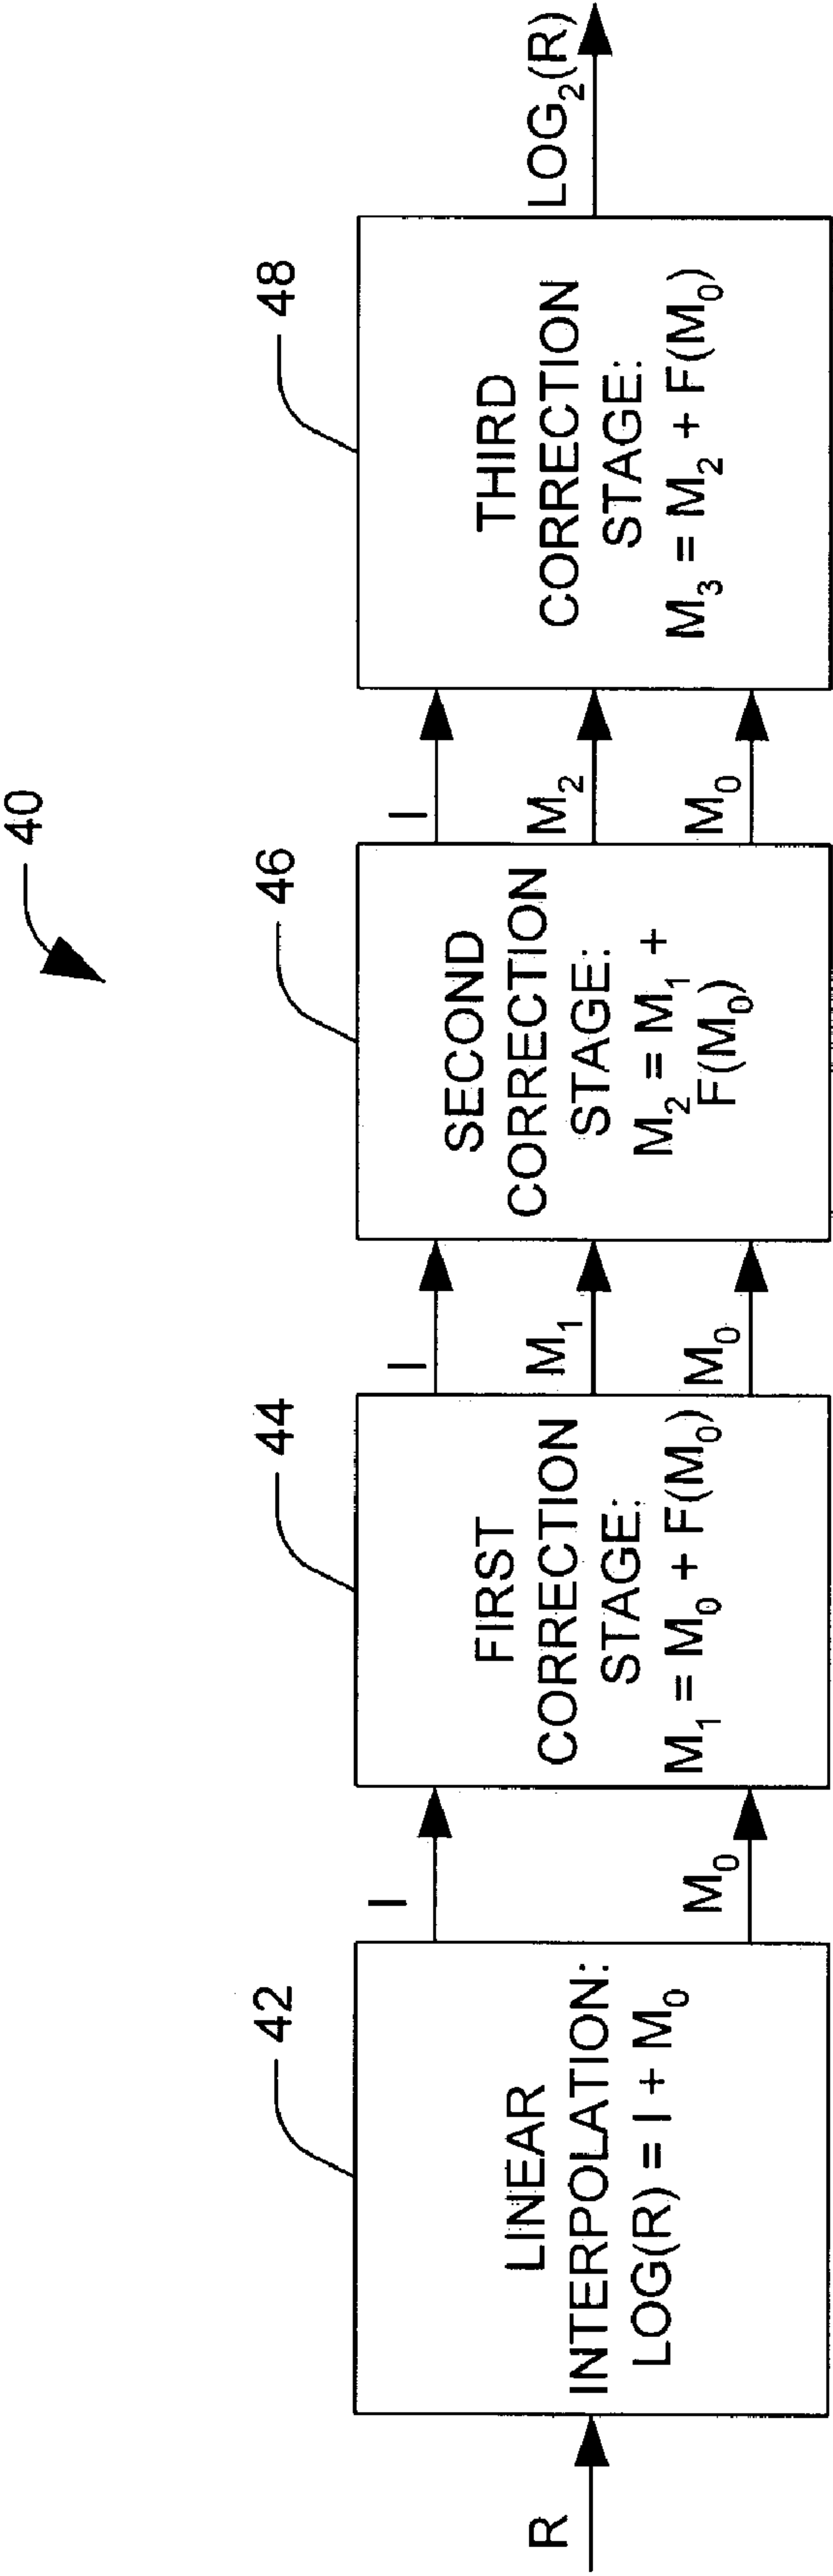 40
42
44
46
48
R
LINEAR
INTERPOLATION:
LOG(R) = I + M₀
I
M₀
FIRST
CORRECTION
STAGE:
M₁ = M₀ + F(M₀)
I
M₁
M₀
SECOND
CORRECTION
STAGE:
M₂ = M₁ +
F(M₀)
I
M₂
M₀
THIRD
CORRECTION
STAGE:
M₃ = M₂ + F(M₀)
LOG₂(R)